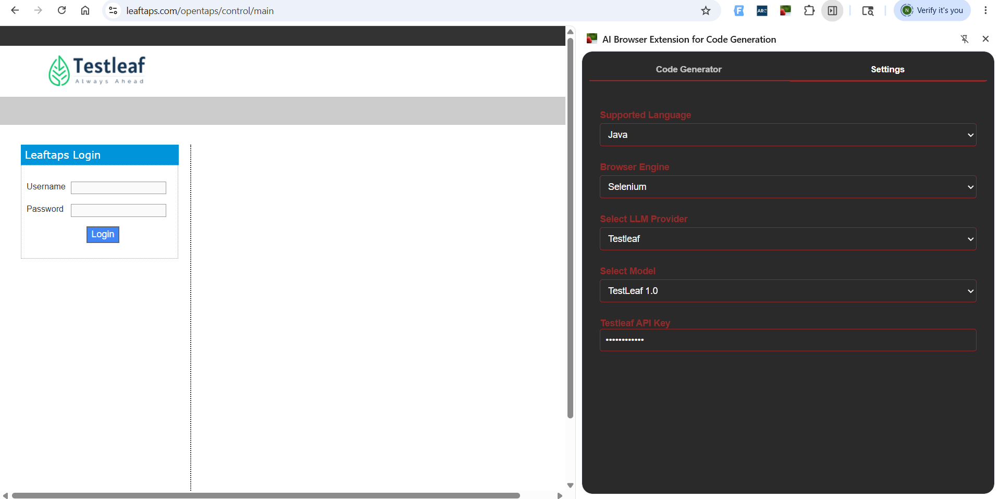 leaftaps.com/opentaps/control/main
F
ARC
N
Verify it's you
Testleaf
Always Ahead
Leaftaps Login
Username
Password
Login
AI Browser Extension for Code Generation
Code Generator
Settings
Supported Language
Java
Browser Engine
Selenium
Select LLM Provider
Testleaf
Select Model
TestLeaf 1.0
Testleaf API Key
••••••••••••